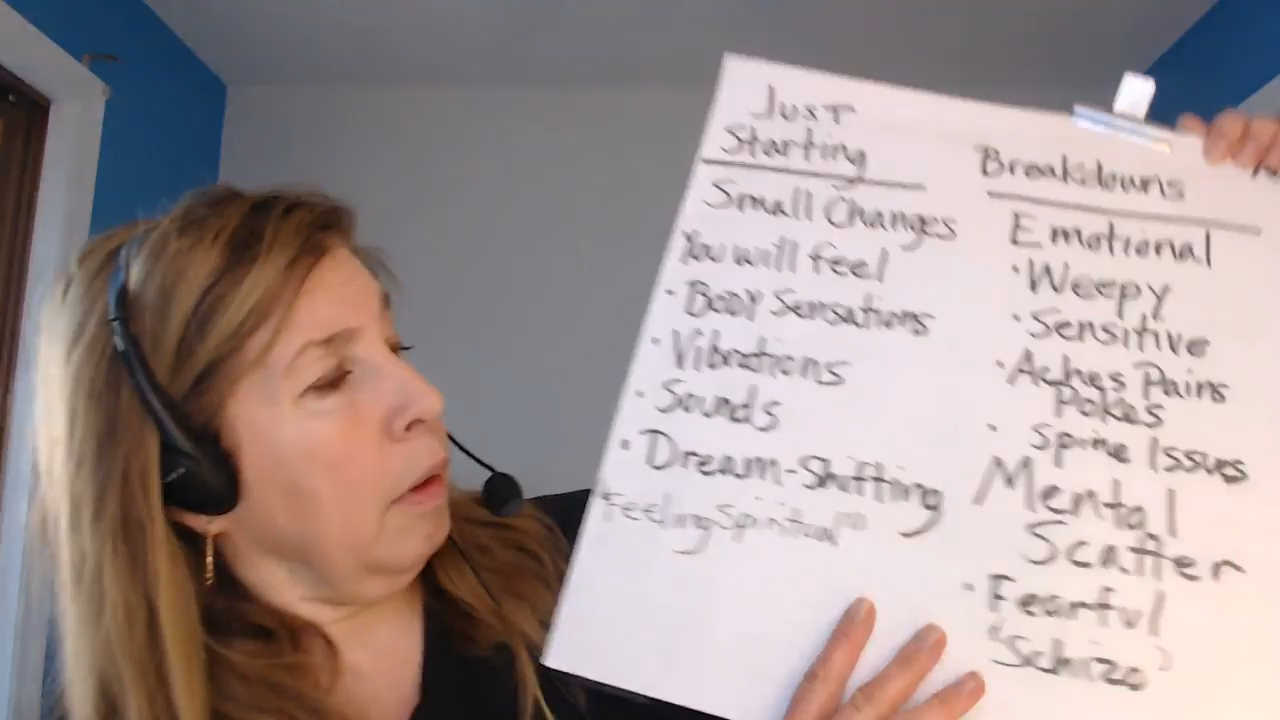 Just
Starting
Small Changes
You will feel
• Body Sensations
• Vibrations
• Sounds
• Dream-Shifting
"Feeling Spiritual"
Breakdowns
Emotional
• Weepy
• Sensitive
• Aches Pains
Pokes
• Spine Issues
Mental
Scatter
• Fearful
"Schizo"